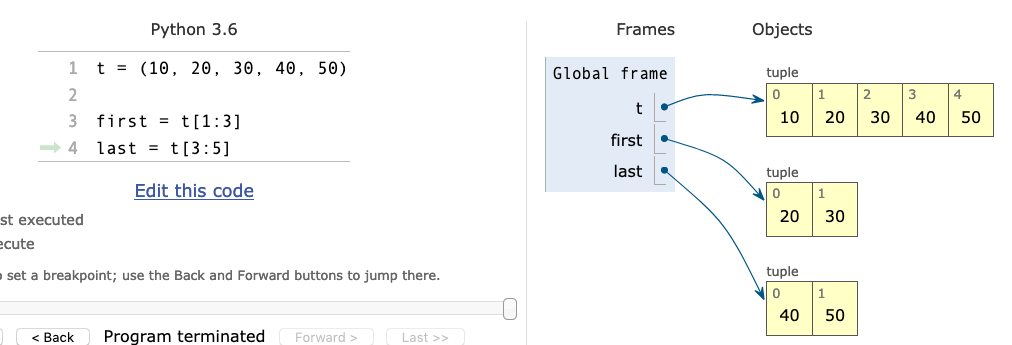 Python 3.6
1 t = (10, 20, 30, 40, 50)
2
3 first = t[1:3]
4 last = t[3:5]
Edit this code
executed
set a breakpoint; use the Back and Forward buttons to jump there.
< Back Program terminated Forward > Last >>
Frames Objects
Global frame
t
first
last
tuple
0 1 2 3 4
10 20 30 40 50
tuple
0 1
20 30
tuple
0 1
40 50